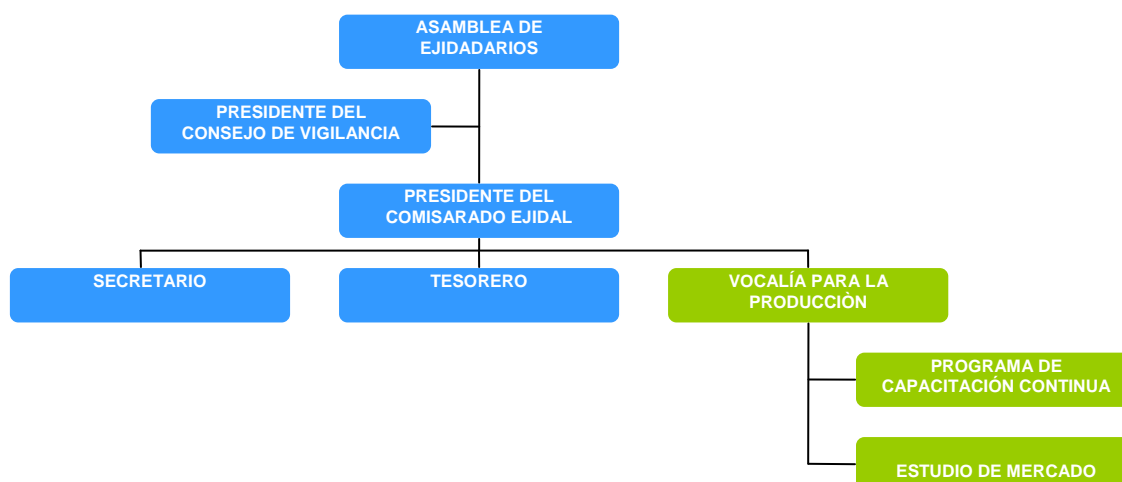 ASAMBLEA DE
EJIDADARIOS
PRESIDENTE DEL
CONSEJO DE VIGILANCIA
PRESIDENTE DEL
COMISARADO EJIDAL
SECRETARIO
TESORERO
VOCALÍA PARA LA
PRODUCCIÒN
PROGRAMA DE
CAPACITACIÓN CONTINUA
ESTUDIO DE MERCADO